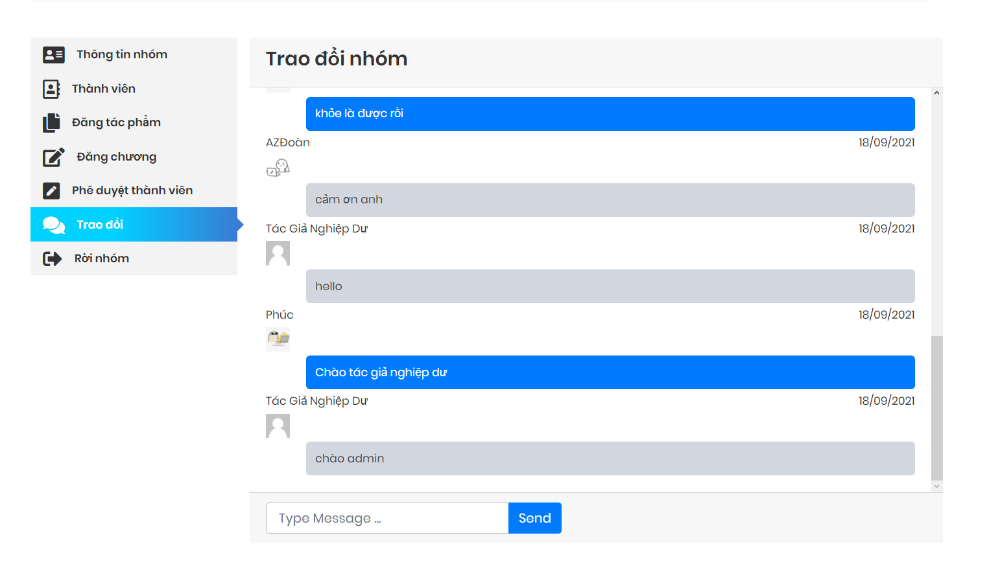 Thông tin nhóm
Thành viên
Đăng tác phẩm
Đăng chương
Phê duyệt thành viên
Trao đổi
Rời nhóm
Trao đổi nhóm
khỏe là được rồi
AZĐoàn 18/09/2021
cảm ơn anh
Tác Giả Nghiệp Dư 18/09/2021
hello
Phúc 18/09/2021
Chào tác giả nghiệp dư
Tác Giả Nghiệp Dư 18/09/2021
chào admin
Type Message ... Send